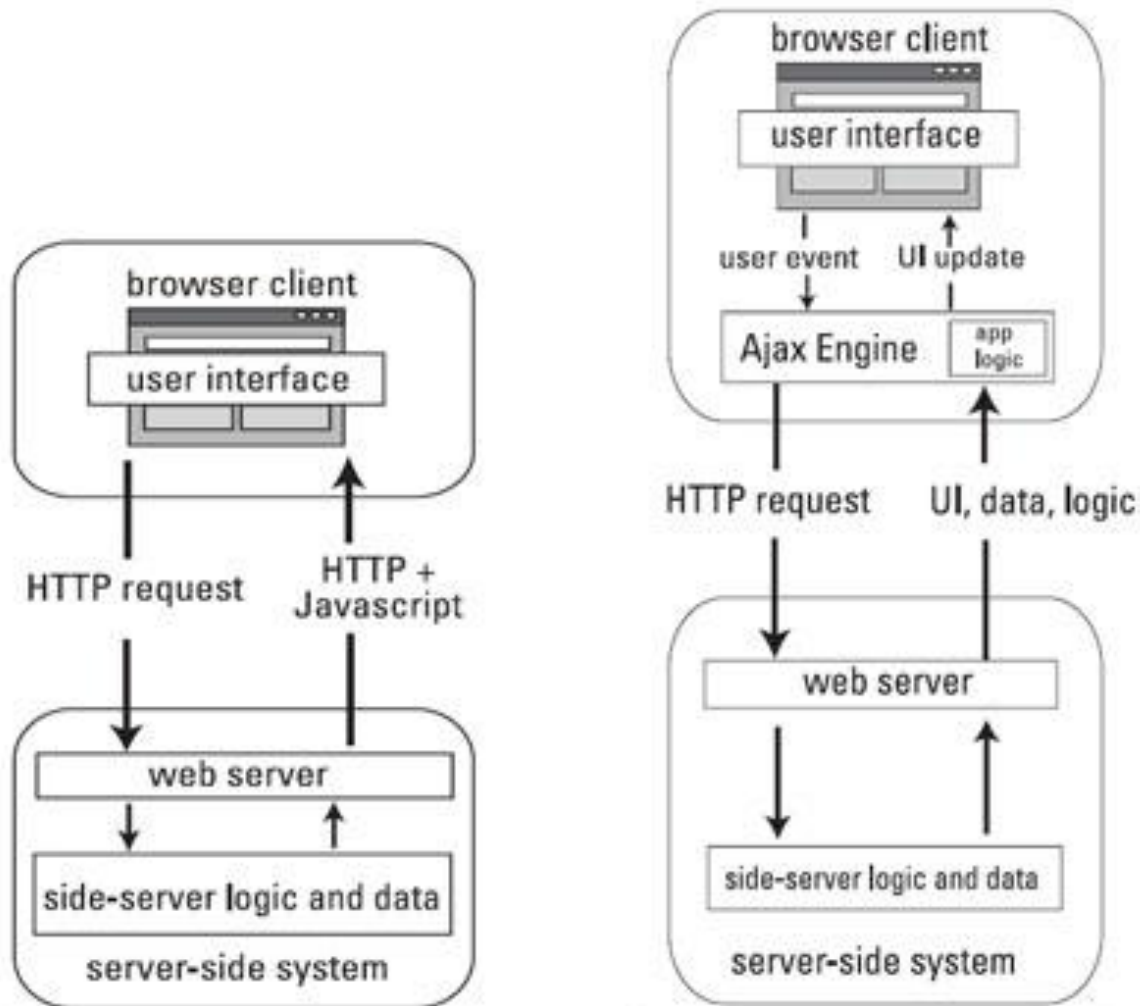 browser client
user interface
HTTP request
HTTP +
Javascript
web server
side-server logic and data
server-side system
browser client
user interface
user event
UI update
Ajax Engine
app
logic
HTTP request
UI, data, logic
web server
side-server logic and data
server-side system